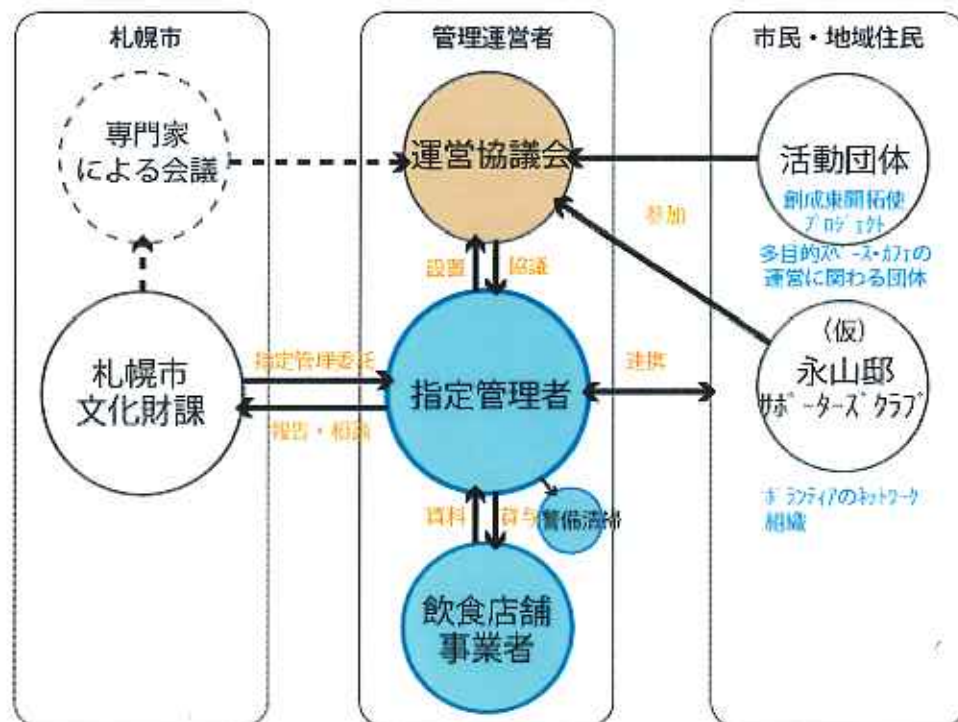 札幌市
管理運営者
市民・地域住民
専門家
による会議
運営協議会
活動団体
創成東開拓使
プロジェクト
多目的スペース・カフェの
運営に関わる団体
参加
設置
協議
札幌市
文化財課
指定管理委託
報告・相談
指定管理者
連携
（仮）
永山邸
サポーターズクラブ
ボランティアのネットワーク
組織
賃料
貸与
警備清掃
飲食店舗
事業者